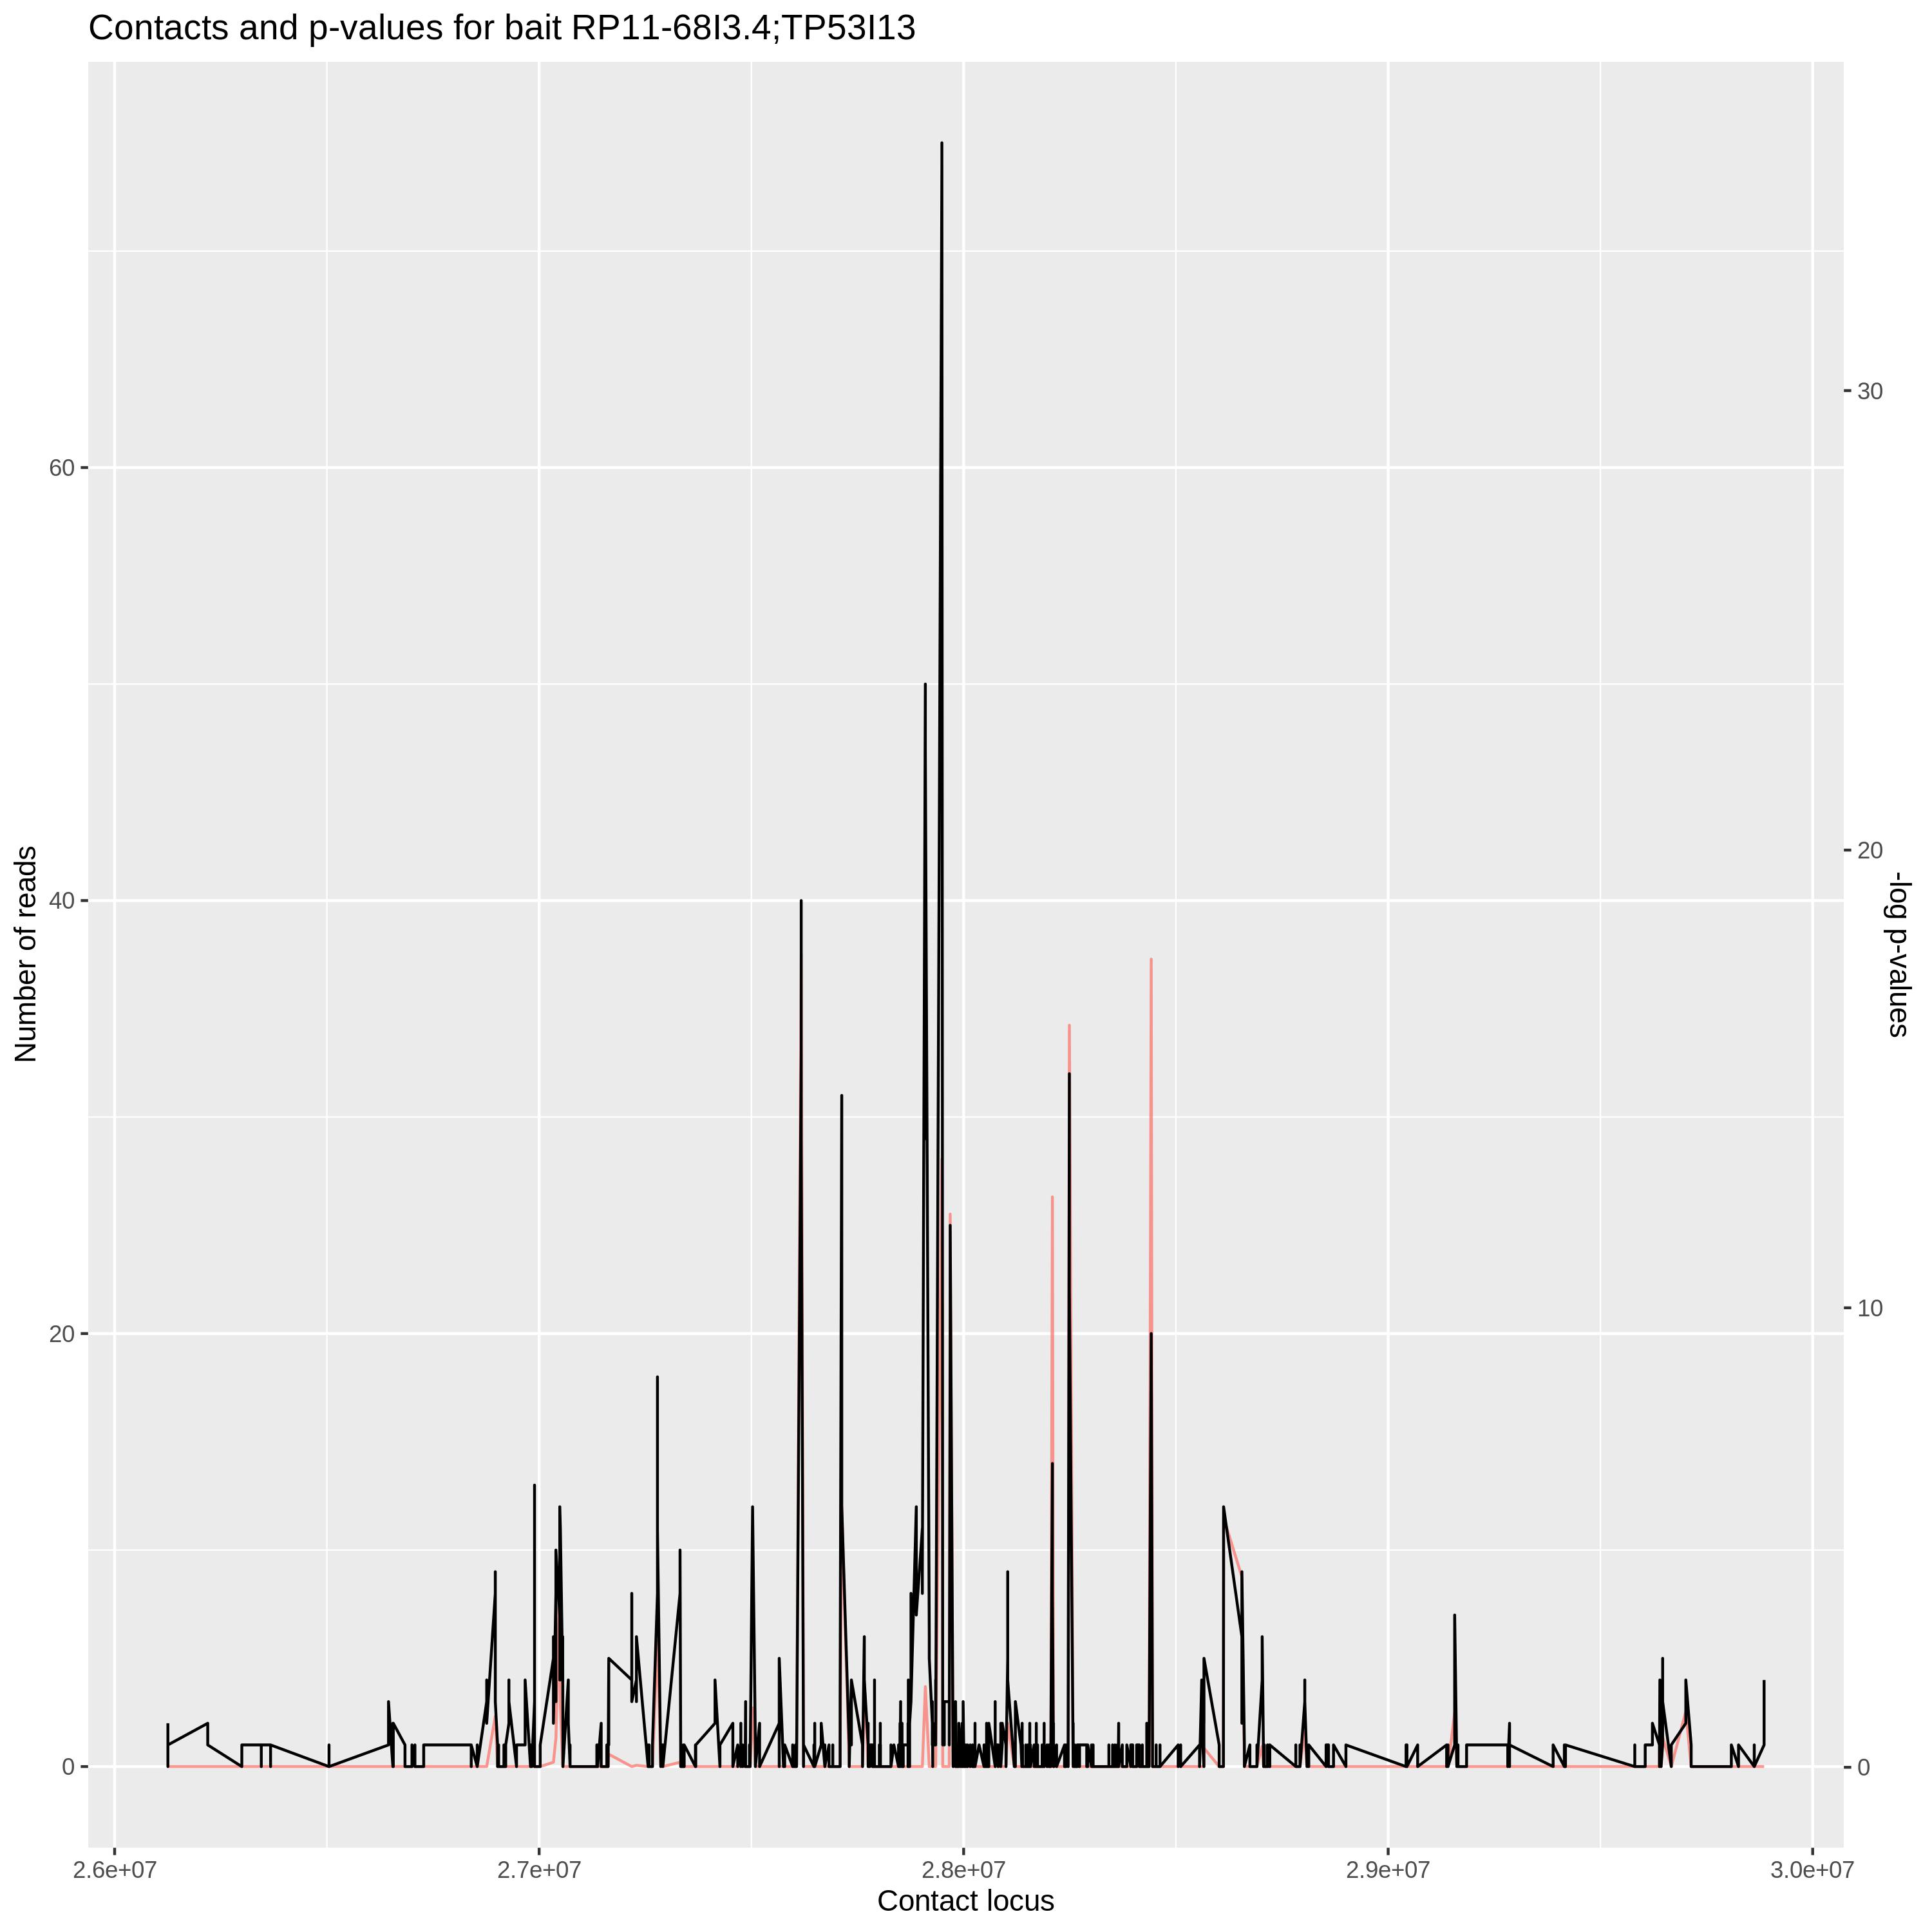 Contacts and p-values for bait RP11-68I3.4;TP53I13
60
40
20
0
Number of reads
30
20
10
0
-log p-values
2.6e+07
2.7e+07
2.8e+07
2.9e+07
3.0e+07
Contact locus